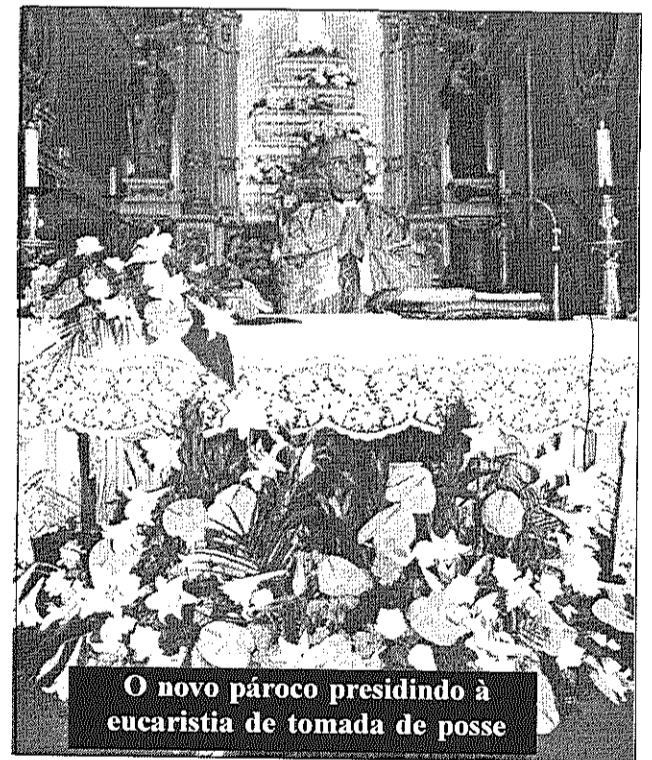 O novo pároco presidindo à
eucaristia de tomada de posse